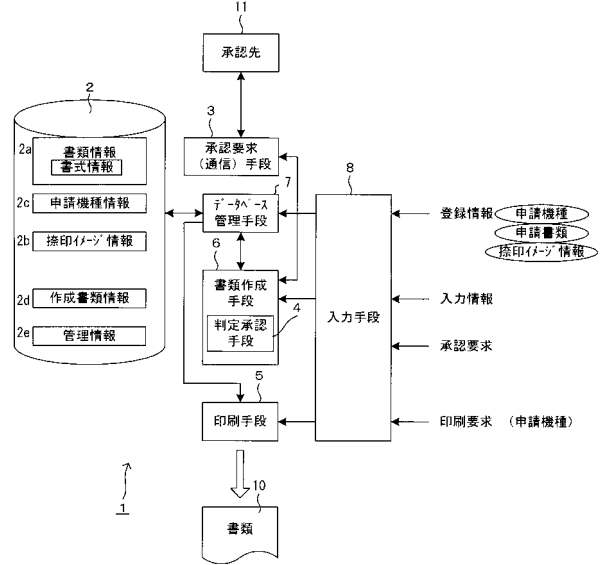 11
承認先
2
3
承認要求
（通信）手段
7
8
2a
書類情報
書式情報
2c
申請機種情報
2b
捺印ｲﾒｰｼﾞ情報
2d
作成書類情報
2e
管理情報
ﾃﾞｰﾀﾍﾞｰｽ
管理手段
6
書類作成
手段
4
判定承認
手段
入力手段
登録情報
申請機種
申請書類
捺印ｲﾒｰｼﾞ情報
入力情報
承認要求
5
印刷手段
印刷要求 （申請機種）
1
10
書類